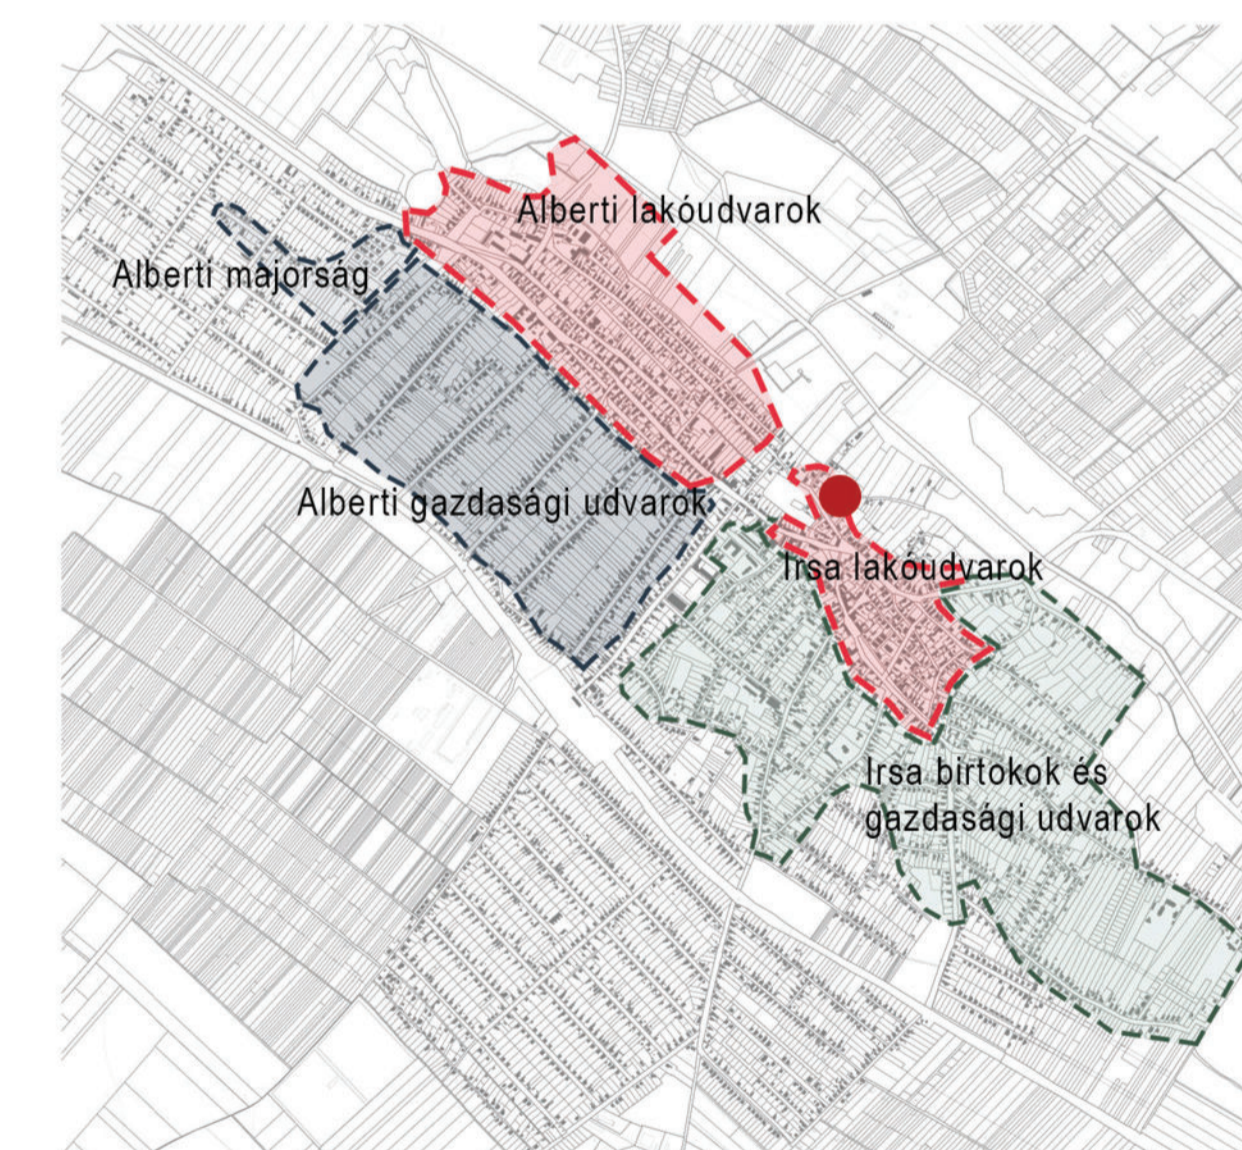 Alberti lakóudvarok
Alberti majorság
Alberti gazdasági udvarok
Irsa lakóudvarok
Irsa birtokok és
gazdasági udvarok